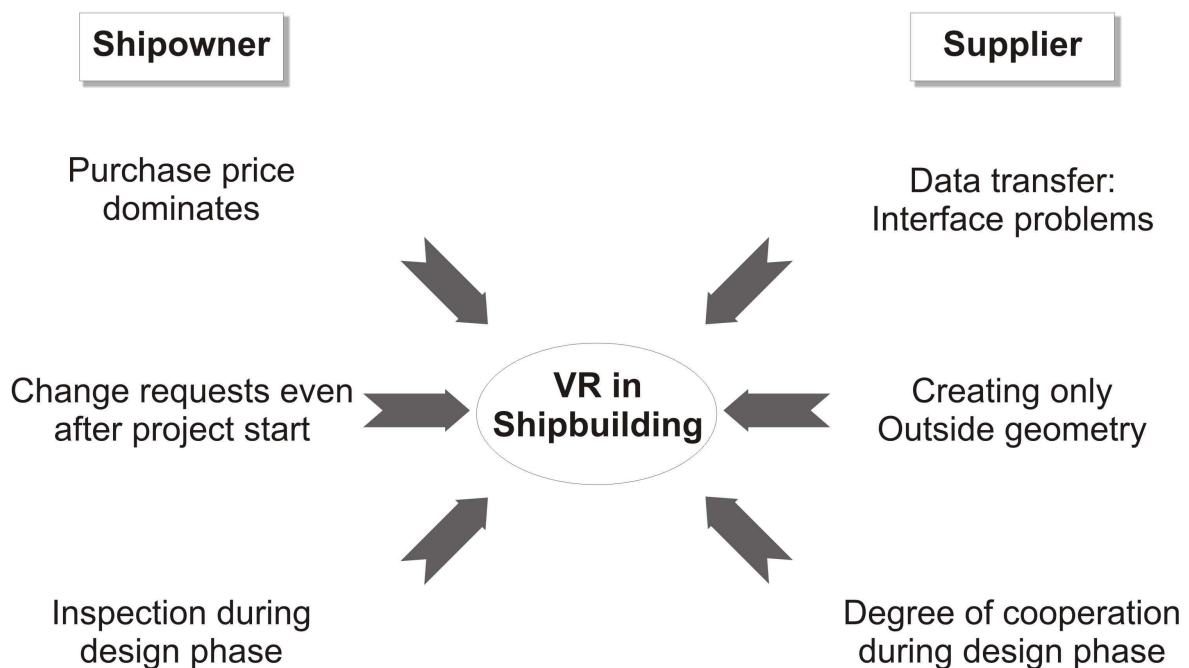 Shipowner
Supplier
Purchase price
dominates
Data transfer:
Interface problems
Change requests even
after project start
VR in
Shipbuilding
Creating only
Outside geometry
Inspection during
design phase
Degree of cooperation
during design phase